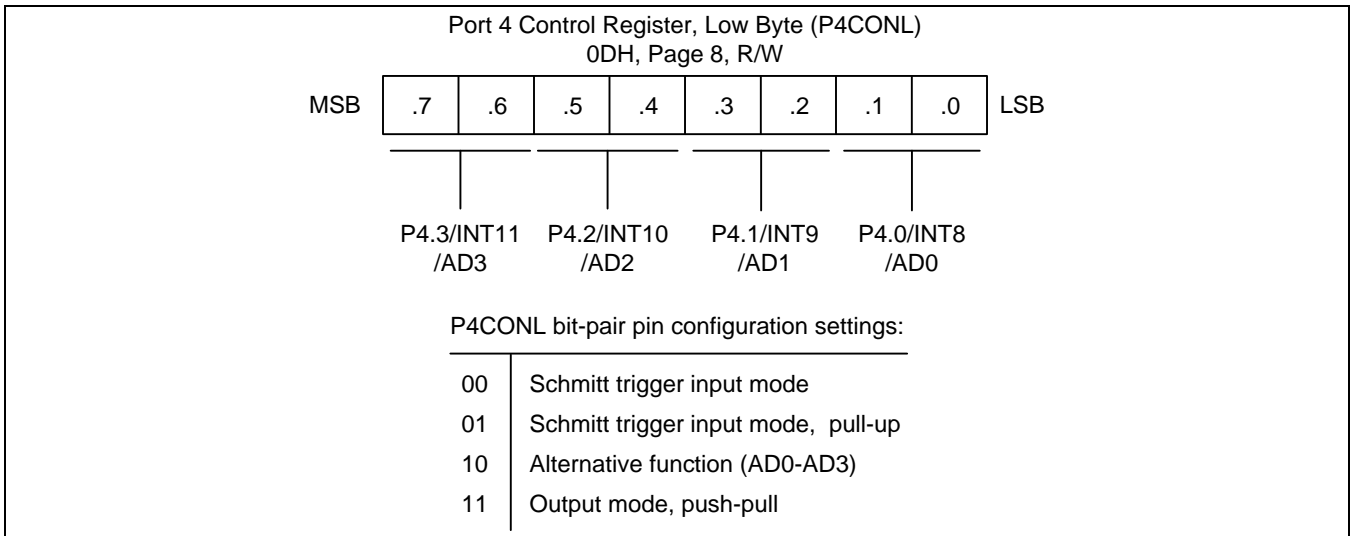 Port 4 Control Register, Low Byte (P4CONL)
0DH, Page 8, R/W
MSB .7 .6 .5 .4 .3 .2 .1 .0 LSB
P4.3/INT11 P4.2/INT10 P4.1/INT9 P4.0/INT8
/AD3 /AD2 /AD1 /AD0
P4CONL bit-pair pin configuration settings:
00 Schmitt trigger input mode
01 Schmitt trigger input mode, pull-up
10 Alternative function (AD0-AD3)
11 Output mode, push-pull